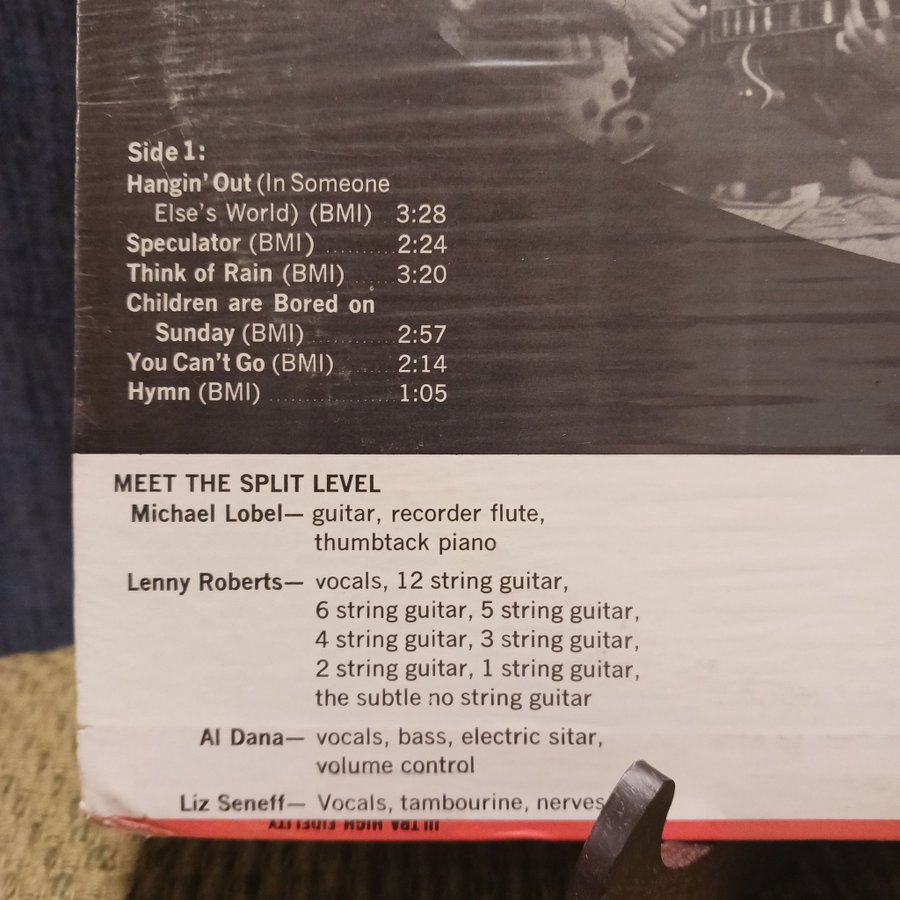 Side 1:
Hangin' Out (In Someone
Else's World) (BMI) 3:28
Speculator (BMI) ........ 2:24
Think of Rain (BMI) ...... 3:20
Children are Bored on
Sunday (BMI) .......... 2:57
You Can't Go (BMI) ....... 2:14
Hymn (BMI) .............. 1:05
MEET THE SPLIT LEVEL
Michael Lobel— guitar, recorder flute,
thumbtack piano
Lenny Roberts— vocals, 12 string guitar,
6 string guitar, 5 string guitar,
4 string guitar, 3 string guitar,
2 string guitar, 1 string guitar,
the subtle no string guitar
Al Dana— vocals, bass, electric sitar,
volume control
Liz Seneff— Vocals, tambourine, nerves
ULTRA HIGH FIDELITY